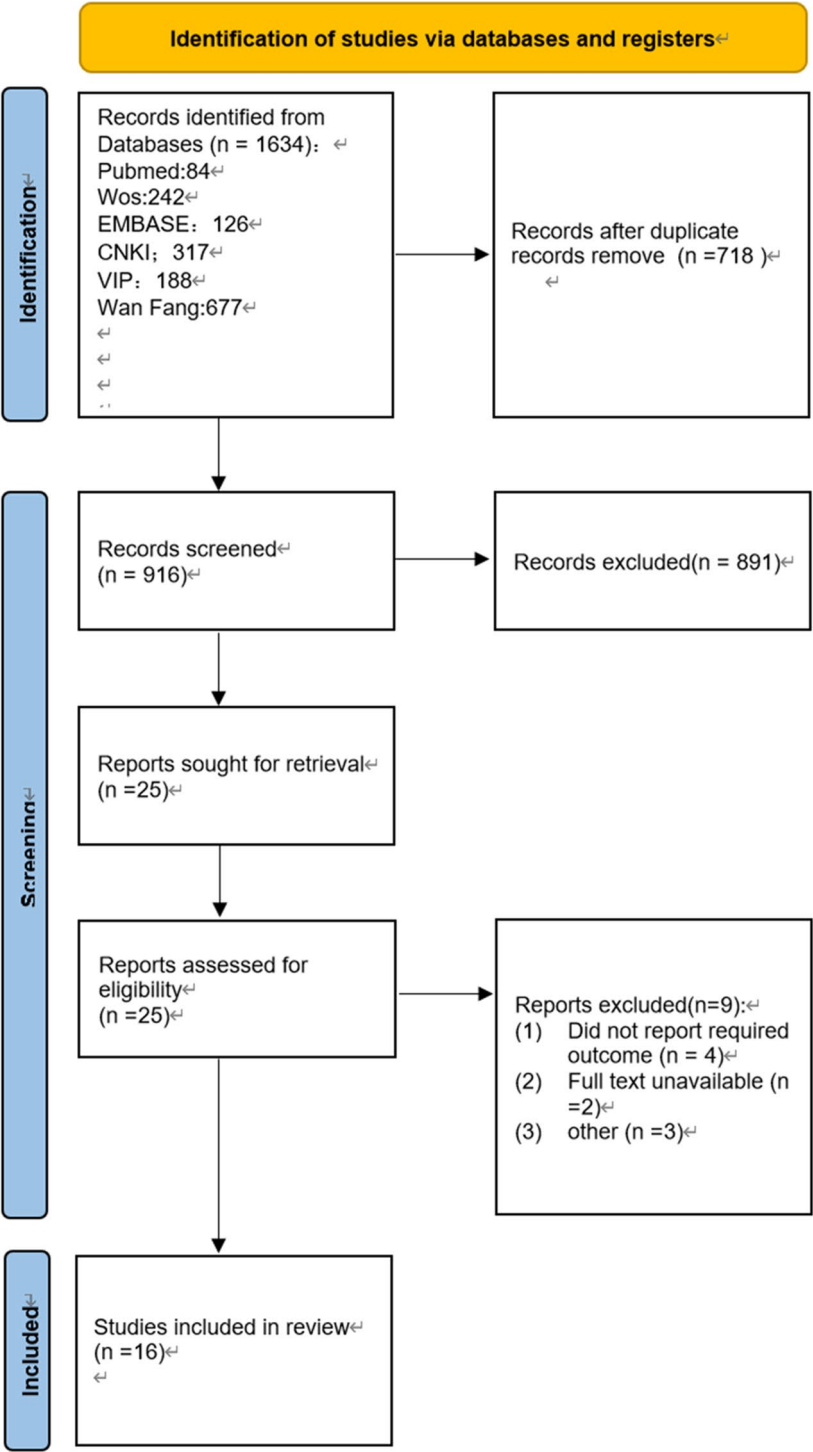 Identification of studies via databases and registers↵
Identification↵
Records identified from
Databases (n = 1634)： ↵
Pubmed:84↵
Wos:242↵
EMBASE：126↵
CNKI；317↵
VIP：188↵
Wan Fang:677↵
↵
↵
↵
Records after duplicate
records remove  (n =718 )↵
↵
Screening↵
Records screened↵
(n = 916)↵
Records excluded(n = 891)↵
Reports sought for retrieval↵
(n =25)↵
Reports assessed for
eligibility↵
(n =25)↵
Reports excluded(n=9):↵
(1) Did not report required
outcome (n = 4)↵
(2) Full text unavailable (n
=2)↵
(3) other (n =3)↵
Included↵
Studies included in review↵
(n =16)↵
↵